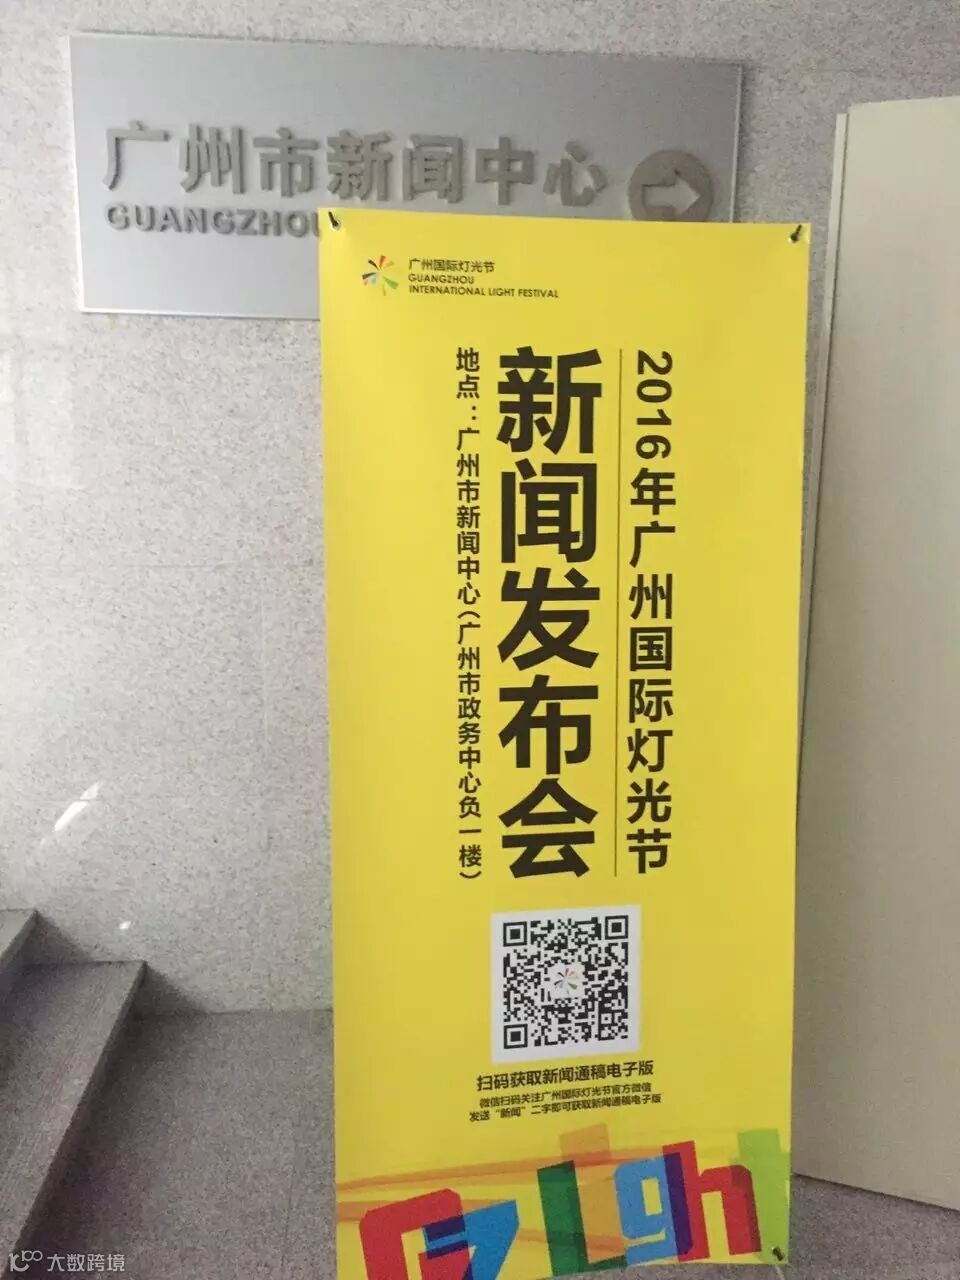 广州市新闻中心
GUANGZHOU
广州国际灯光节
GUANGZHOU
INTERNATIONAL LIGHT FESTIVAL
2016年广州国际灯光节
新闻发布会
地点：广州市新闻中心(广州市政务中心负一楼)
扫码获取新闻通稿电子版
微信扫码关注广州国际灯光节官方微信
发送“新闻”二字即可获取新闻通稿电子版
GZ Light
大数跨境